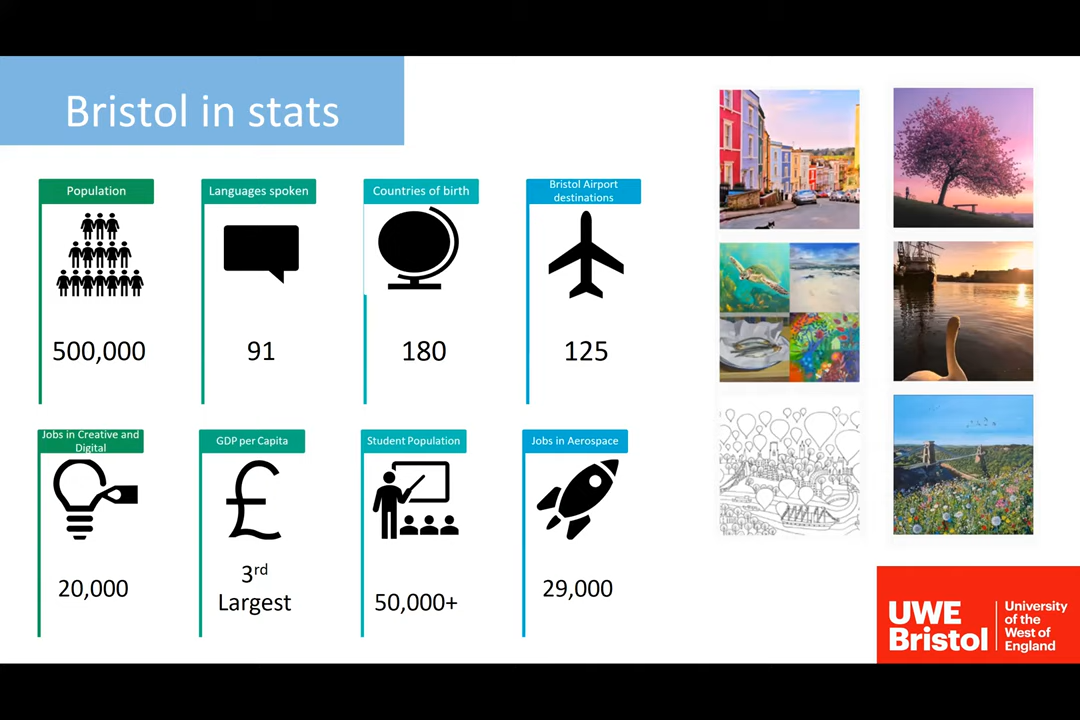 Bristol in stats
Population
500,000
Languages spoken
91
Countries of birth
180
Bristol Airport
destinations
125
Jobs in Creative and
Digital
20,000
GDP per Capita
£
3rd
Largest
Student Population
50,000+
Jobs in Aerospace
29,000
UWE
Bristol
University
of the
West of
England